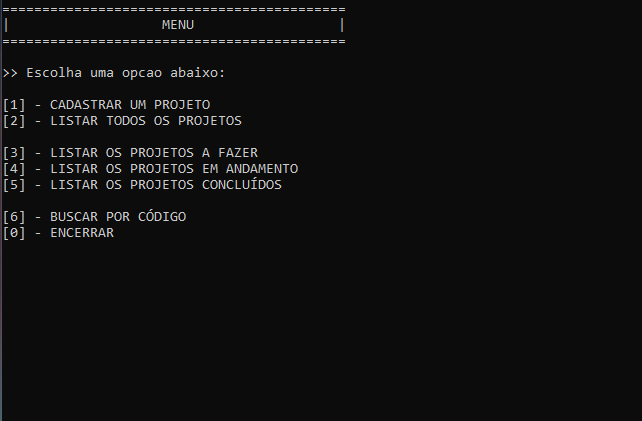 ===========================================
|                   MENU                  |
===========================================
>> Escolha uma opcao abaixo:
[1] - CADASTRAR UM PROJETO
[2] - LISTAR TODOS OS PROJETOS
[3] - LISTAR OS PROJETOS A FAZER
[4] - LISTAR OS PROJETOS EM ANDAMENTO
[5] - LISTAR OS PROJETOS CONCLUÍDOS
[6] - BUSCAR POR CÓDIGO
[0] - ENCERRAR